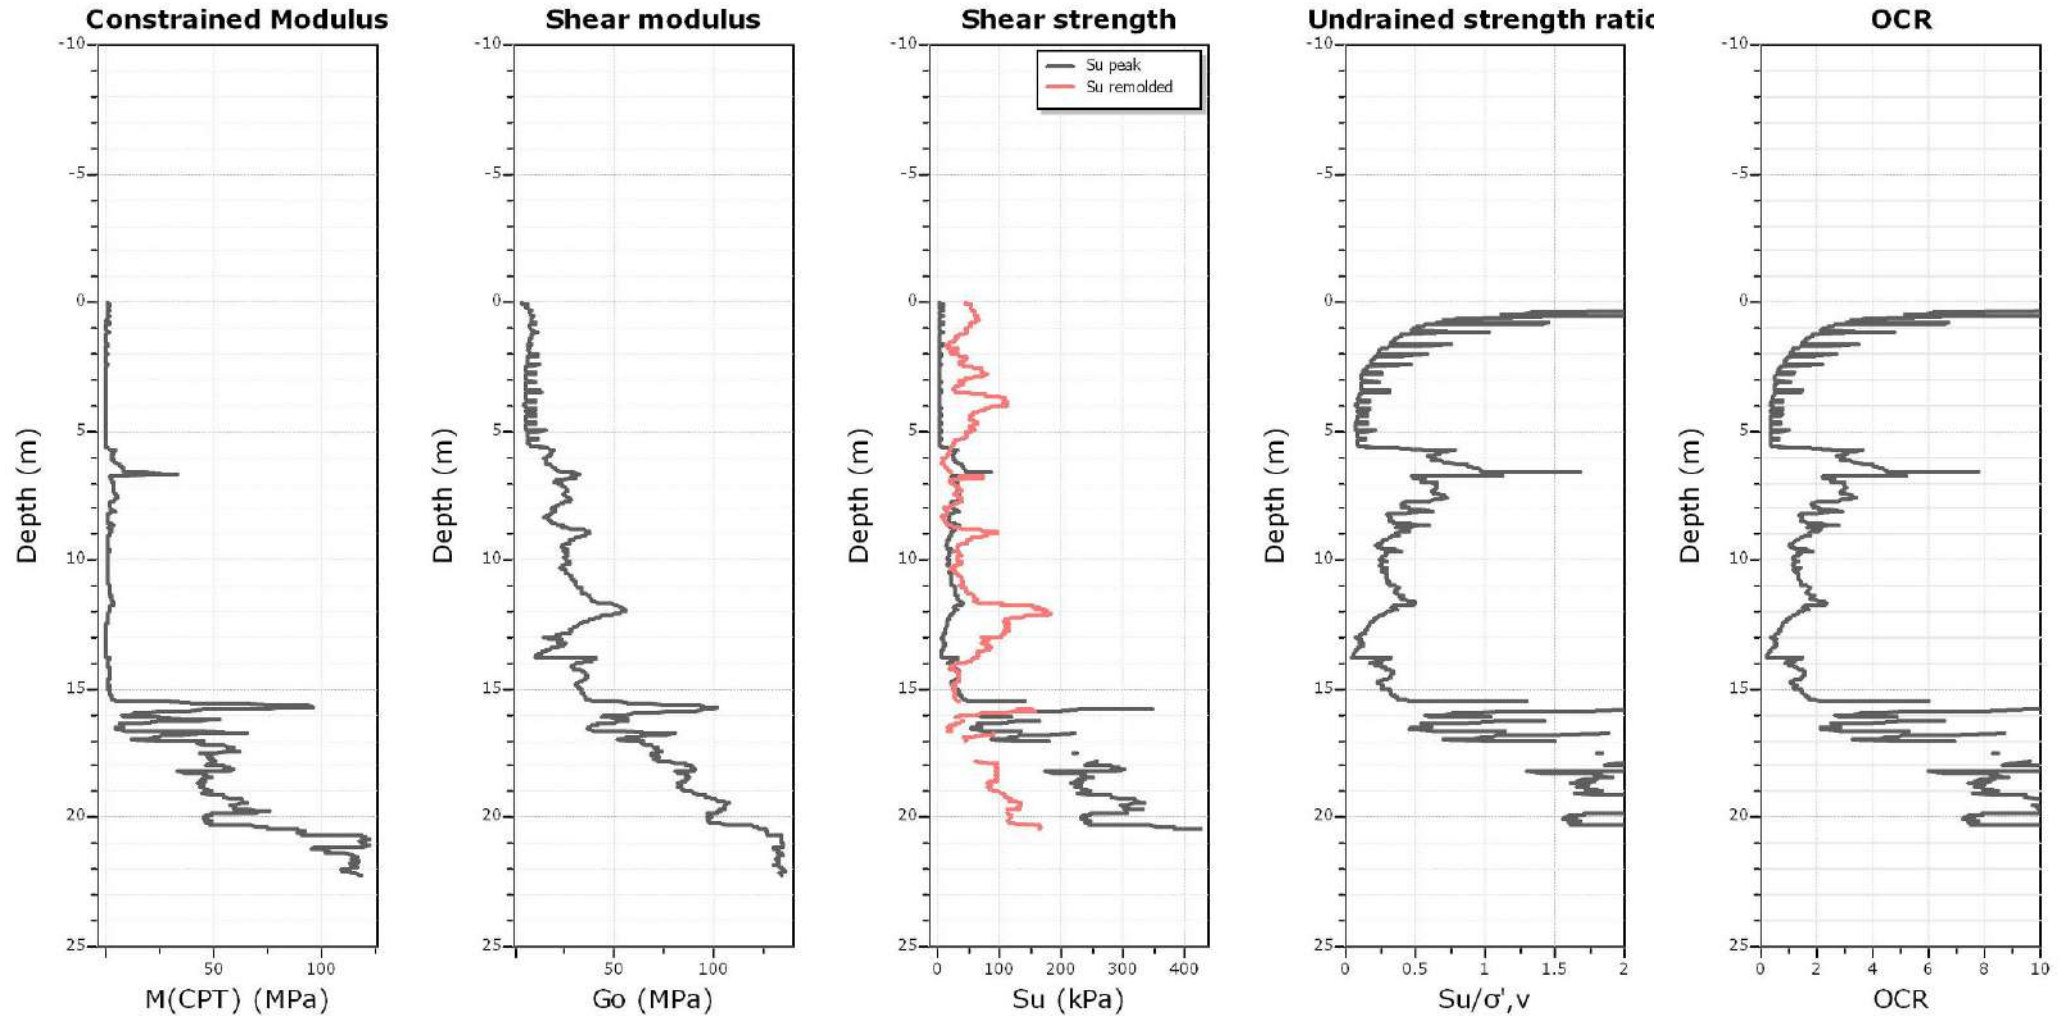 Constrained Modulus
Shear modulus
Shear strength
Undrained strength ratio
OCR
-10
-5
0
5
10
15
20
25
Depth (m)
50 100
M(CPT) (MPa)
-10
-5
0
5
10
15
20
25
Depth (m)
50 100
Go (MPa)
Su peak
Su remolded
-10
-5
0
5
10
15
20
25
Depth (m)
0 100 200 300 400
Su (kPa)
-10
-5
0
5
10
15
20
25
Depth (m)
0 0.5 1 1.5 2
Su/σ',v
-10
-5
0
5
10
15
20
25
Depth (m)
0 2 4 6 8 10
OCR